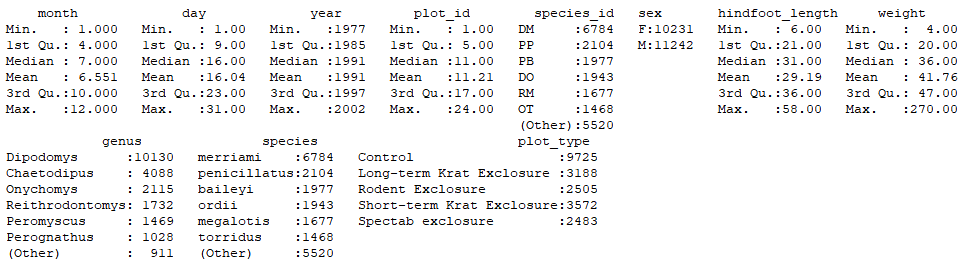 month             day             year         plot_id        species_id   sex       hindfoot_length     weight
Min.   : 1.000   Min.   : 1.00   Min.   :1977   Min.   : 1.00   DM     :6784   F:10231   Min.   : 6.00   Min.   :  4.00
1st Qu.: 4.000   1st Qu.: 9.00   1st Qu.:1985   1st Qu.: 5.00   PP     :2104   M:11242   1st Qu.:21.00   1st Qu.: 20.00
Median : 7.000   Median :16.00   Median :1991   Median :11.00   PB     :1977             Median :31.00   Median : 36.00
Mean   : 6.551   Mean   :16.04   Mean   :1991   Mean   :11.21   DO     :1943             Mean   :29.19   Mean   : 41.76
3rd Qu.:10.000   3rd Qu.:23.00   3rd Qu.:1997   3rd Qu.:17.00   RM     :1677             3rd Qu.:36.00   3rd Qu.: 47.00
Max.   :12.000   Max.   :31.00   Max.   :2002   Max.   :24.00   OT     :1468             Max.   :58.00   Max.   :270.00
(Other):5520
            genus               species                         plot_type
Dipodomys      :10130   merriami    :6784   Control                   :9725
Chaetodipus    : 4088   penicillatus:2104   Long-term Krat Exclosure  :3188
Onychomys      : 2115   baileyi     :1977   Rodent Exclosure          :2505
Reithrodontomys: 1732   ordii       :1943   Short-term Krat Exclosure:3572
Peromyscus     : 1469   megalotis   :1677   Spectab exclosure         :2483
Perognathus    : 1028   torridus    :1468
(Other)        :  911   (Other)     :5520